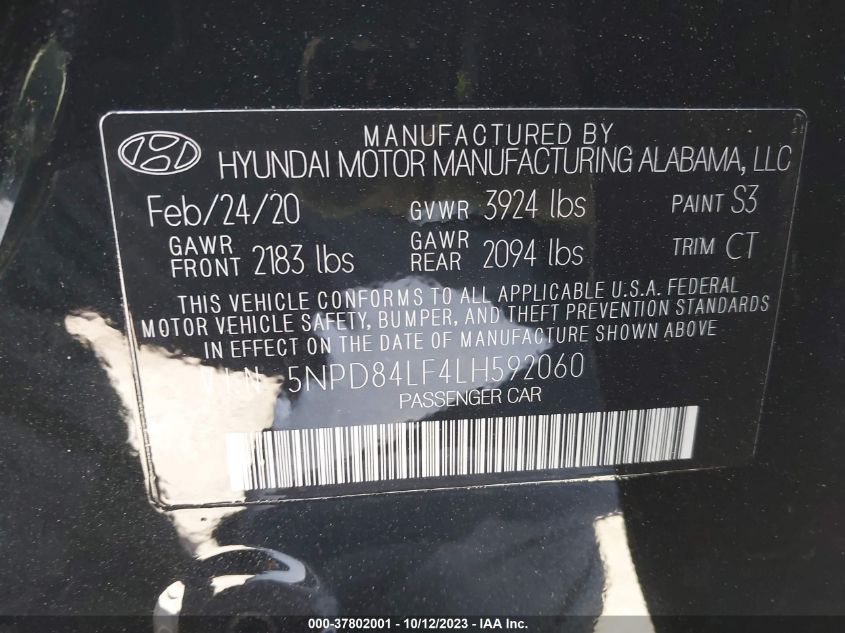 MANUFACTURED BY
HYUNDAI MOTOR MANUFACTURING ALABAMA, LLC
Feb/24/20 GVWR 3924 lbs PAINT S3
GAWR FRONT 2183 lbs GAWR REAR 2094 lbs TRIM CT
THIS VEHICLE CONFORMS TO ALL APPLICABLE U.S.A. FEDERAL
MOTOR VEHICLE SAFETY, BUMPER, AND THEFT PREVENTION STANDARDS
IN EFFECT ON THE DATE OF MANUFACTURE SHOWN ABOVE
V.I.N. 5NPD84LF4LH592060
PASSENGER CAR
000-37802001 - 10/12/2023 - IAA Inc.